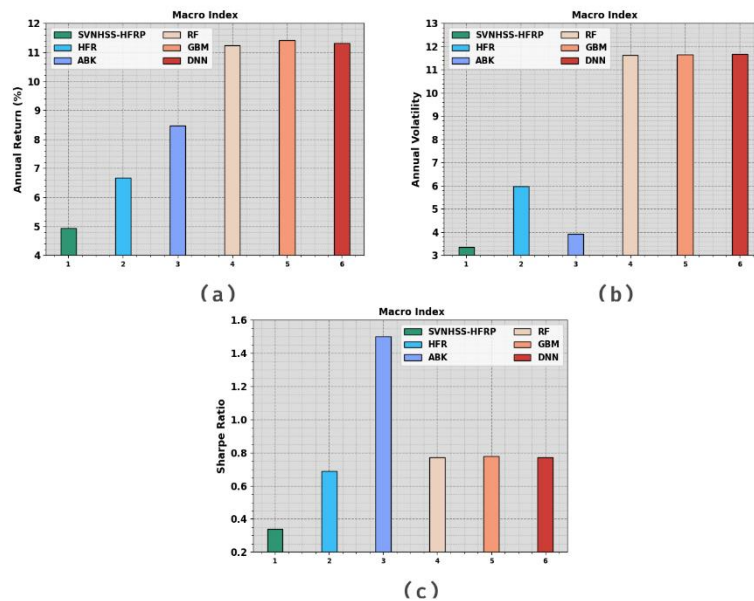 Macro Index
SVNHSS-HFRP
HFR
ABK
RF
GBM
DNN
Annual Return (%)
12
11
10
9
8
7
6
5
4
1 2 3 4 5 6
(a)
Macro Index
SVNHSS-HFRP
HFR
ABK
RF
GBM
DNN
Annual Volatility
13
12
11
10
9
8
7
6
5
4
3
1 2 3 4 5 6
(b)
Macro Index
SVNHSS-HFRP
HFR
ABK
RF
GBM
DNN
Sharpe Ratio
1.6
1.4
1.2
1.0
0.8
0.6
0.4
0.2
1 2 3 4 5 6
(c)